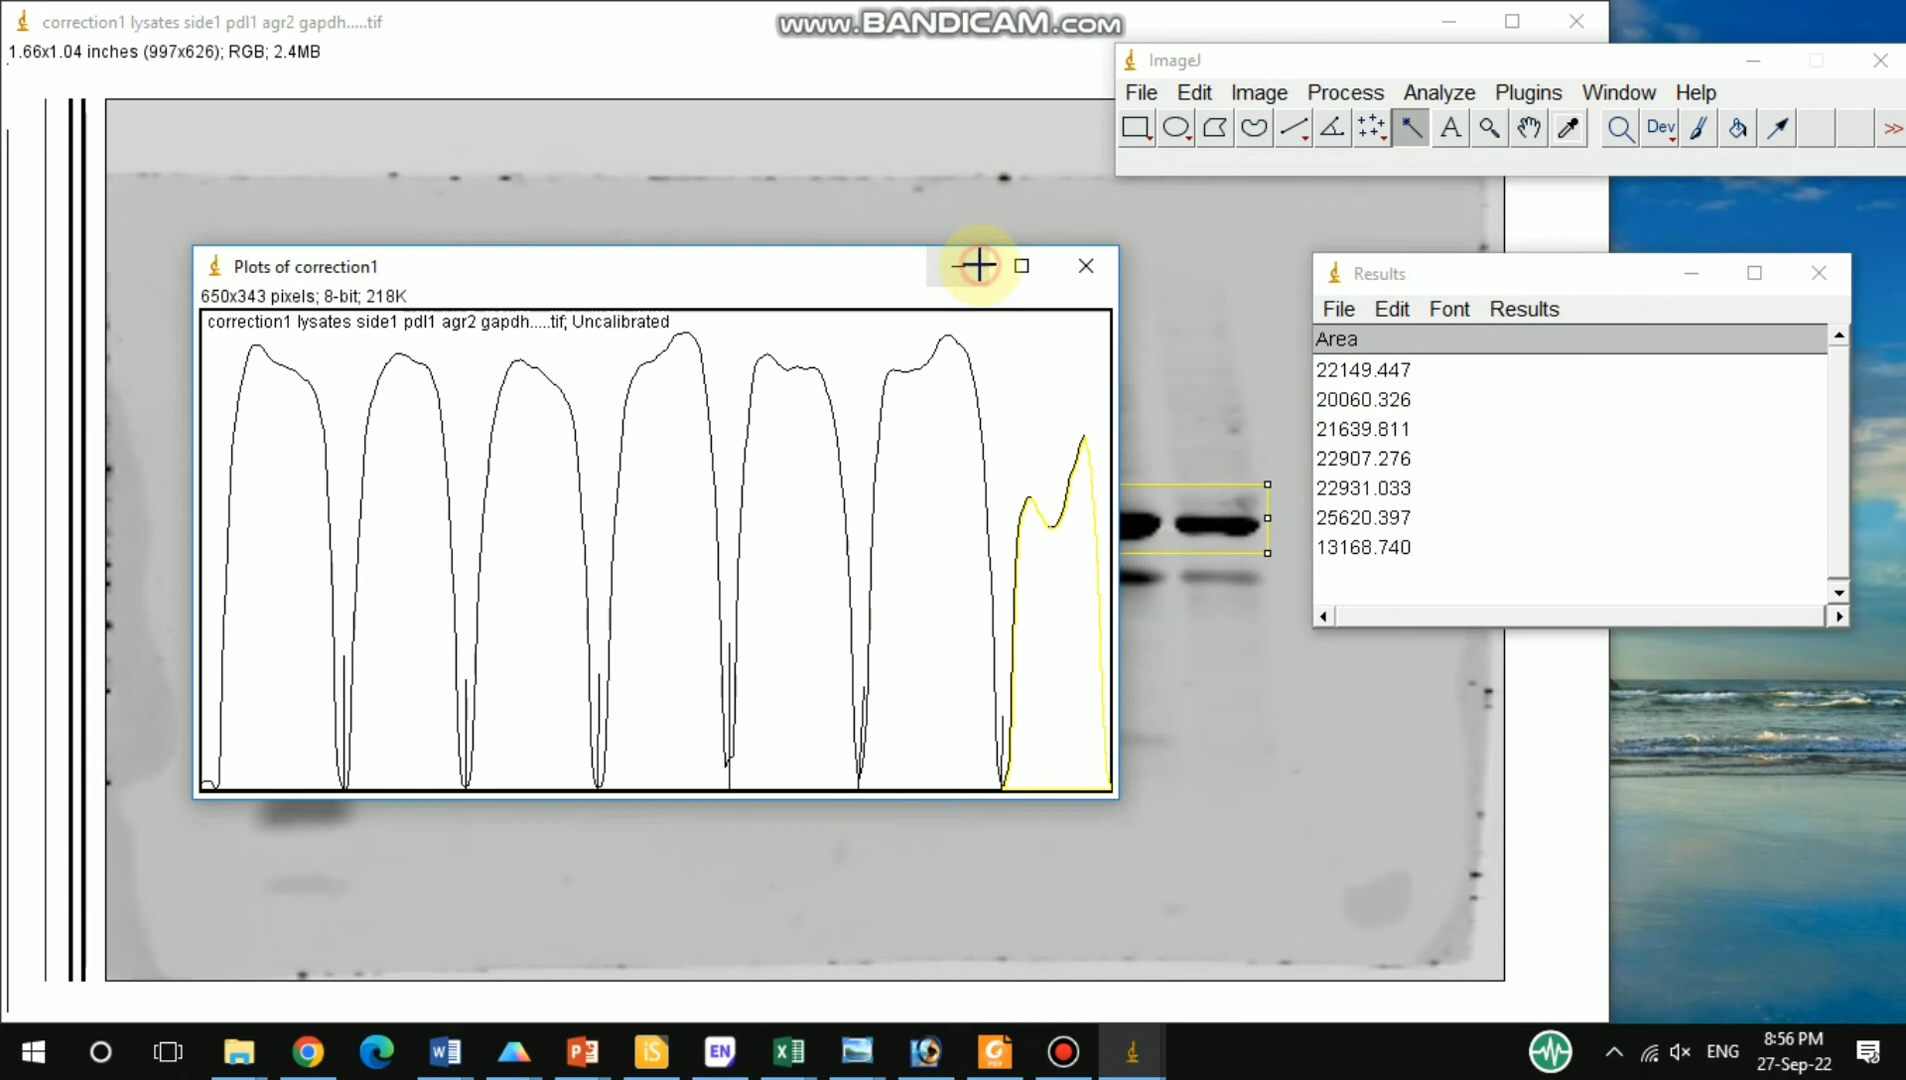 correction1 lysates side1 pdl1 agr2 gapdh.....tif
www.BANDICAM.com
1.66x1.04 inches (997x626); RGB; 2.4MB
ImageJ
File Edit Image Process Analyze Plugins Window Help
A Dev >>
Plots of correction1
650x343 pixels; 8-bit; 218K
correction1 lysates side1 pdl1 agr2 gapdh.....tif; Uncalibrated
Results
File Edit Font Results
Area
22149.447
20060.326
21639.811
22907.276
22931.033
25620.397
13168.740
iS EN ENG
8:56 PM
27-Sep-22